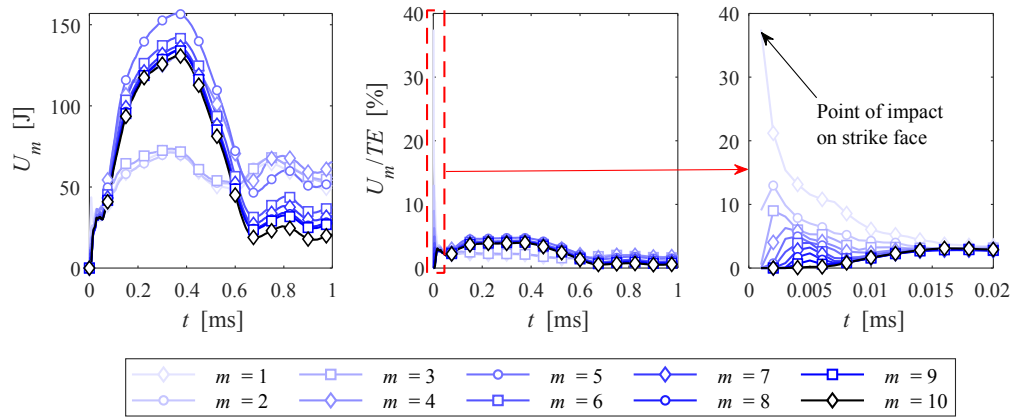 150
100
50
0
U_m [J]
0 0.2 0.4 0.6 0.8 1
t [ms]
40
30
20
10
0
U_m/TE [%]
0 0.2 0.4 0.6 0.8 1
t [ms]
40
30
20
10
0
Point of impact
on strike face
0 0.005 0.01 0.015 0.02
t [ms]
m = 1 m = 3 m = 5 m = 7 m = 9
m = 2 m = 4 m = 6 m = 8 m = 10